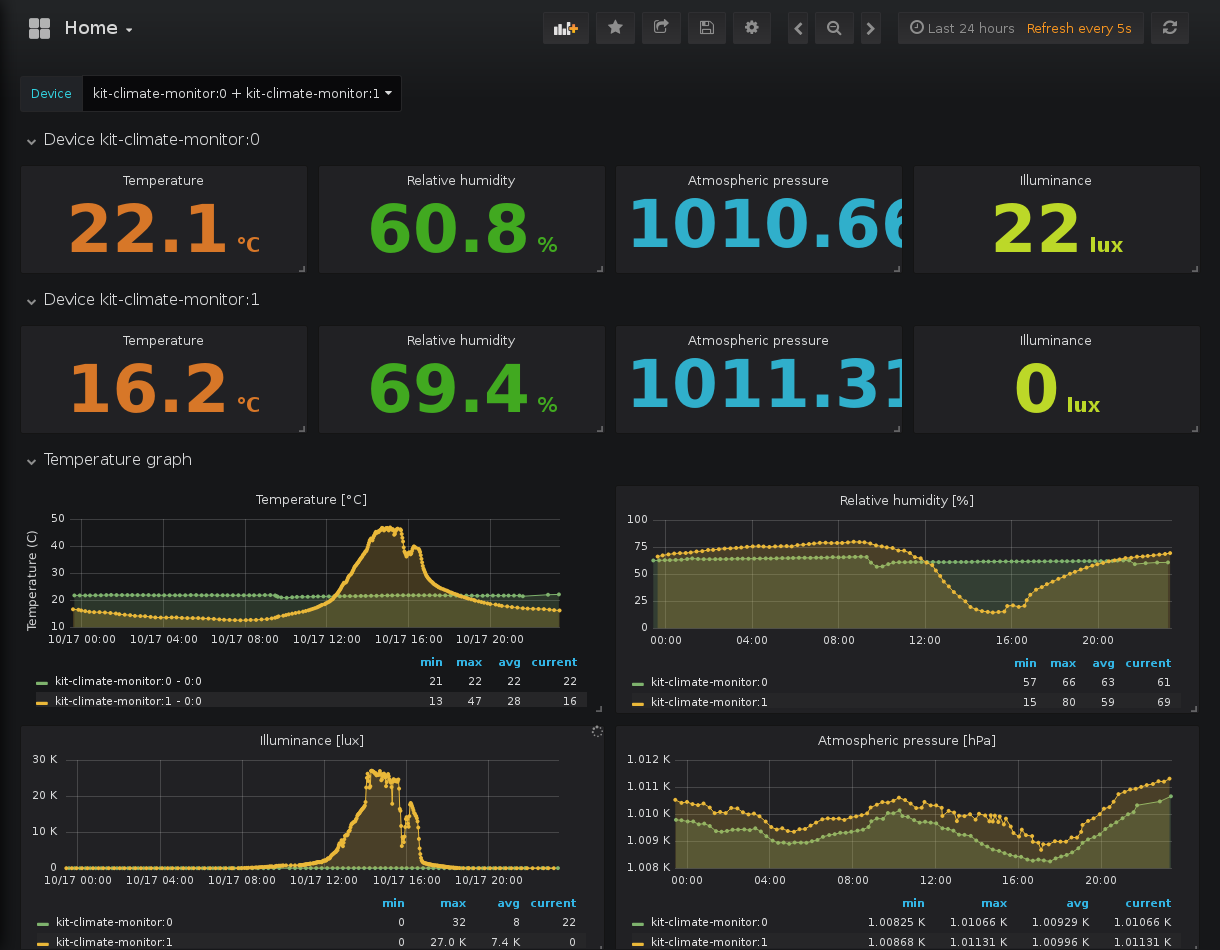 Home
Last 24 hours Refresh every 5s
Device kit-climate-monitor:0 + kit-climate-monitor:1
Device kit-climate-monitor:0
Temperature Relative humidity Atmospheric pressure Illuminance
22.1 °C 60.8 % 1010.66 22 lux
Device kit-climate-monitor:1
Temperature Relative humidity Atmospheric pressure Illuminance
16.2 °C 69.4 % 1011.31 0 lux
Temperature graph
Temperature [°C]
Temperature (C)
50
40
30
20
10
10/17 00:00 10/17 04:00 10/17 08:00 10/17 12:00 10/17 16:00 10/17 20:00
min max avg current
kit-climate-monitor:0 - 0:0 21 22 22 22
kit-climate-monitor:1 - 0:0 13 47 28 16
Relative humidity [%]
100
75
50
25
0
00:00 04:00 08:00 12:00 16:00 20:00
min max avg current
kit-climate-monitor:0 57 66 63 61
kit-climate-monitor:1 15 80 59 69
Illuminance [lux]
30 K
20 K
10 K
0
10/17 00:00 10/17 04:00 10/17 08:00 10/17 12:00 10/17 16:00 10/17 20:00
min max avg current
kit-climate-monitor:0 0 32 8 22
kit-climate-monitor:1 0 27.0 K 7.4 K 0
Atmospheric pressure [hPa]
1.012 K
1.011 K
1.010 K
1.009 K
1.008 K
00:00 04:00 08:00 12:00 16:00 20:00
min max avg current
kit-climate-monitor:0 1.00825 K 1.01066 K 1.00929 K 1.01066 K
kit-climate-monitor:1 1.00868 K 1.01131 K 1.00996 K 1.01131 K